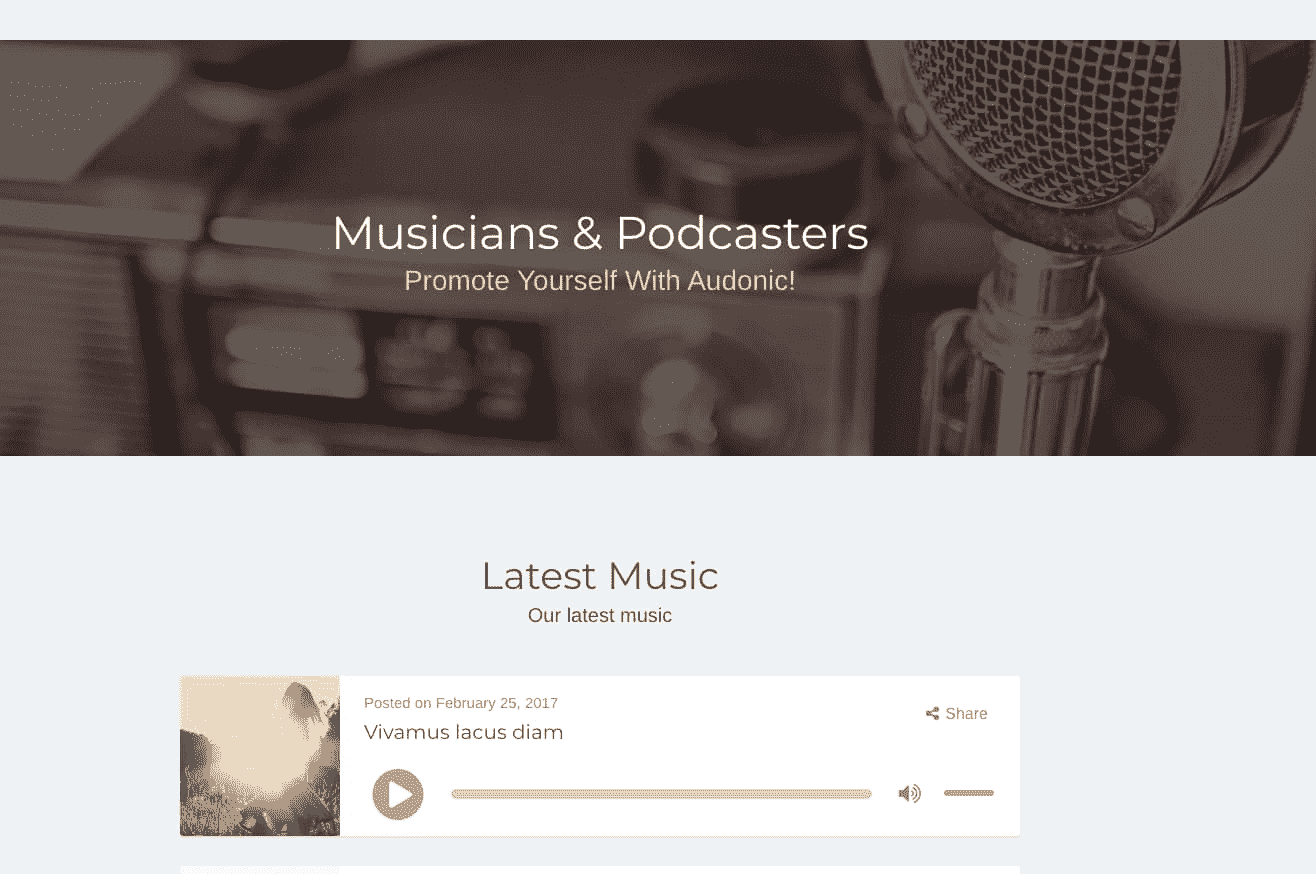 Musicians & Podcasters
Promote Yourself With Audonic!
Latest Music
Our latest music
Posted on February 25, 2017
Share
Vivamus lacus diam